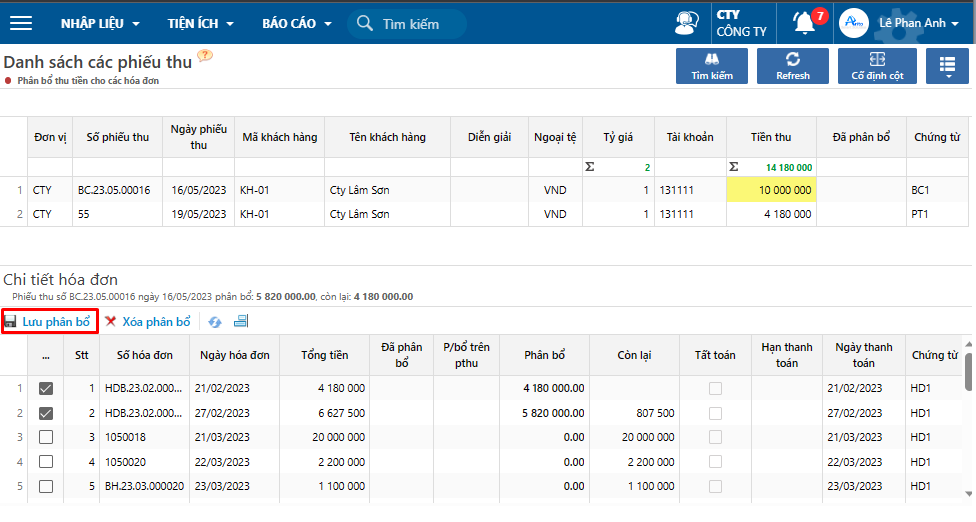 NHẬP LIỆU TIỆN ÍCH BÁO CÁO Tìm kiếm CTY CÔNG TY 7 Arito Lê Phan Anh
Danh sách các phiếu thu ?
Phân bổ thu tiền cho các hóa đơn
Tìm kiếm Refresh Cố định cột
Đơn vị Số phiếu thu Ngày phiếu thu Mã khách hàng Tên khách hàng Diễn giải Ngoại tệ Tỷ giá Tài khoản Tiền thu Đã phân bổ Chứng từ
Σ 2 Σ 14 180 000
1 CTY BC.23.05.00016 16/05/2023 KH-01 Cty Lâm Sơn VND 1 131111 10 000 000 BC1
2 CTY 55 19/05/2023 KH-01 Cty Lâm Sơn VND 1 131111 4 180 000 PT1
Chi tiết hóa đơn
Phiếu thu số BC.23.05.00016 ngày 16/05/2023 phân bổ: 5 820 000.00, còn lại: 4 180 000.00
Lưu phân bổ Xóa phân bổ
... Stt Số hóa đơn Ngày hóa đơn Tổng tiền Đã phân bổ P/bổ trên pthu Phân bổ Còn lại Tất toán Hạn thanh toán Ngày thanh toán Chứng từ
1 1 HDB.23.02.000... 21/02/2023 4 180 000 4 180 000.00 21/02/2023 HD1
2 2 HDB.23.02.000... 27/02/2023 6 627 500 5 820 000.00 807 500 27/02/2023 HD1
3 3 1050018 21/03/2023 20 000 000 0.00 20 000 000 21/03/2023 HD1
4 4 1050020 22/03/2023 2 200 000 0.00 2 200 000 22/03/2023 HD1
5 5 BH.23.03.000020 23/03/2023 1 100 000 0.00 1 100 000 23/03/2023 HD1